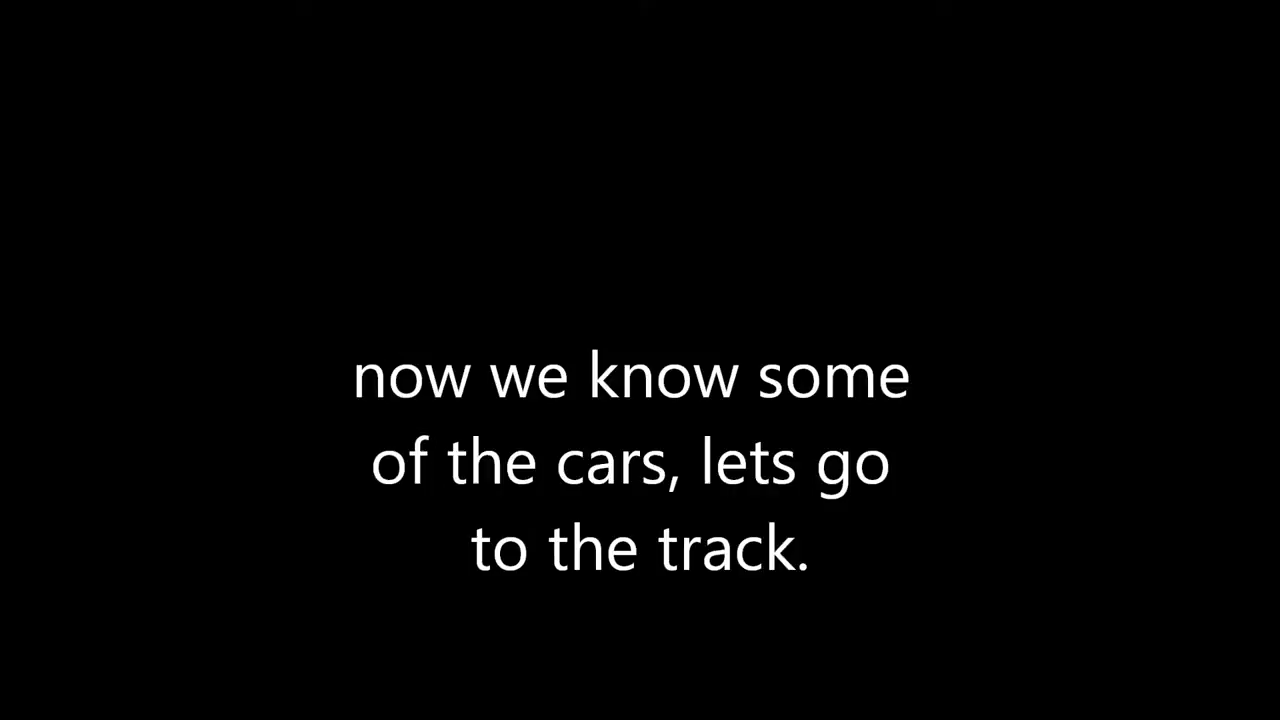 now we know some
of the cars, lets go
to the track.